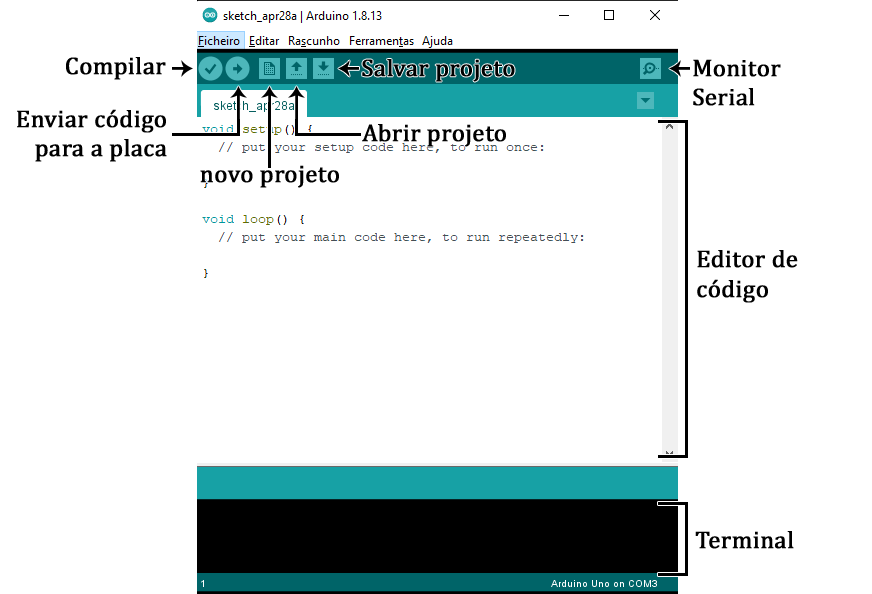 sketch_apr28a | Arduino 1.8.13
Ficheiro Editar Rascunho Ferramentas Ajuda
Compilar
Salvar projeto
Monitor
Serial
sketch_apr28a
Enviar código
para a placa
void setup() {
Abrir projeto
// put your setup code here, to run once:
novo projeto
}
void loop() {
// put your main code here, to run repeatedly:
}
Editor de
código
Terminal
1
Arduino Uno on COM3